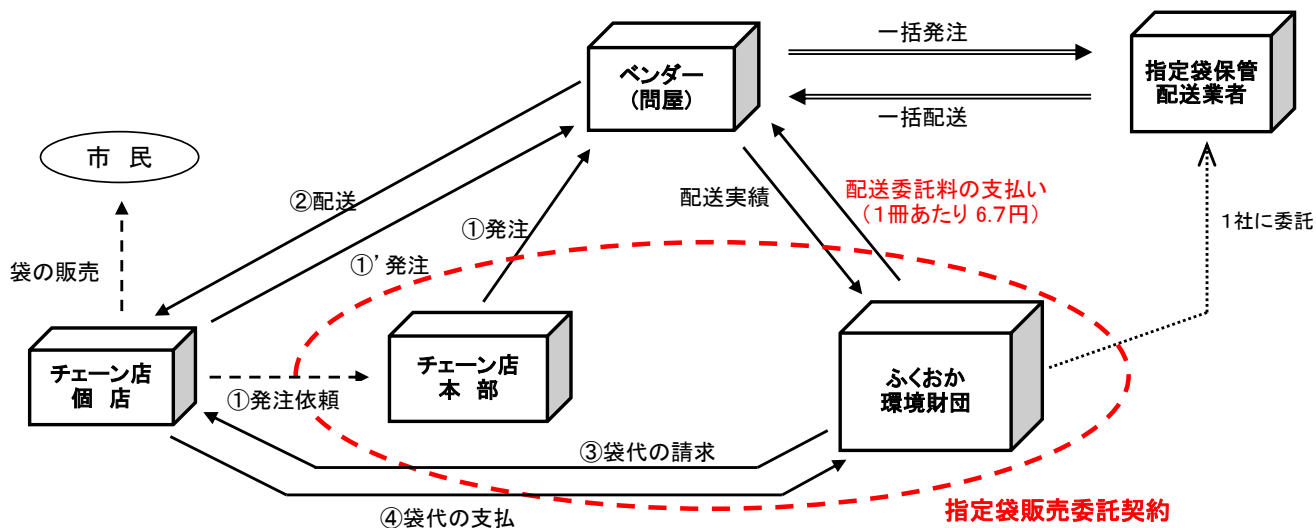 一括発注
ベンダー
(問屋)
指定袋保管
配送業者
一括配送
市 民
②配送
①発注
①’発注
配送実績
配送委託料の支払い
(1冊あたり 6.7円)
1社に委託
袋の販売
チェーン店
個 店
①発注依頼
チェーン店
本 部
ふくおか
環境財団
③袋代の請求
④袋代の支払
指定袋販売委託契約